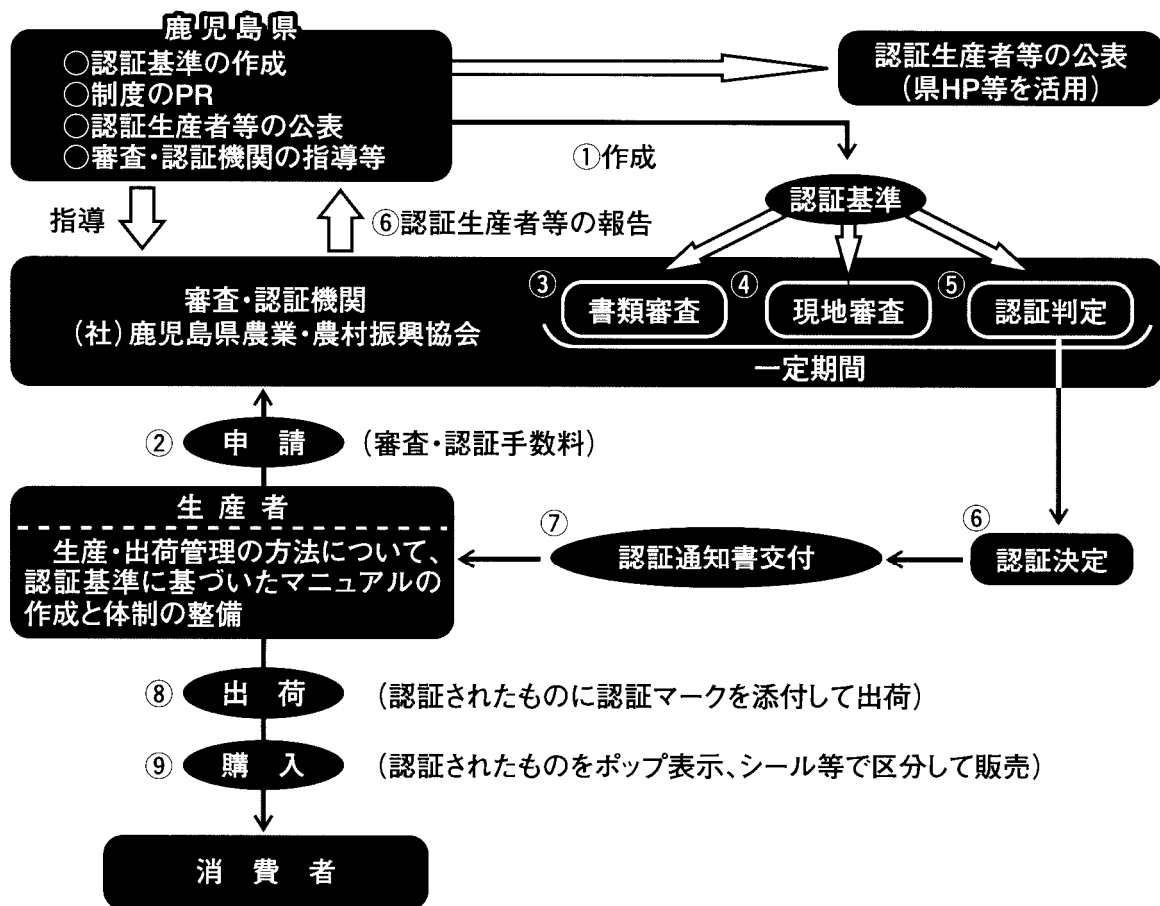 鹿児島県
○認証基準の作成
○制度のPR
○認証生産者等の公表
○審査・認証機関の指導等
認証生産者等の公表
(県HP等を活用)
①作成
認証基準
指導
⑥認証生産者等の報告
審査・認証機関
(社)鹿児島県農業・農村振興協会
③ 書類審査
④ 現地審査
⑤ 認証判定
一定期間
② 申請 (審査・認証手数料)
生産者
生産・出荷管理の方法について、
認証基準に基づいたマニュアルの
作成と体制の整備
⑦ 認証通知書交付
⑥ 認証決定
⑧ 出荷 (認証されたものに認証マークを添付して出荷)
⑨ 購入 (認証されたものをポップ表示、シール等で区分して販売)
消費者